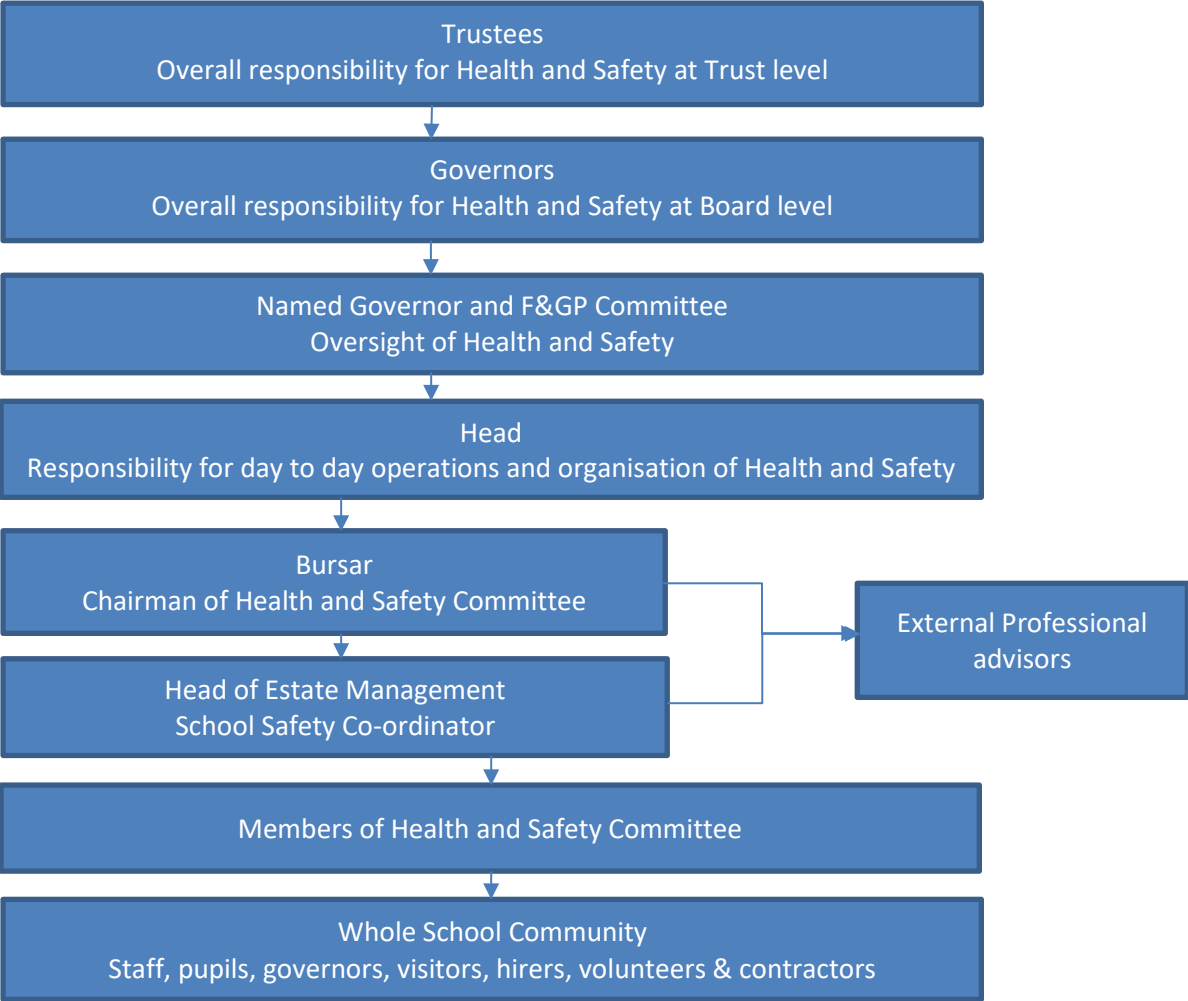 Trustees
Overall responsibility for Health and Safety at Trust level
Governors
Overall responsibility for Health and Safety at Board level
Named Governor and F&GP Committee
Oversight of Health and Safety
Head
Responsibility for day to day operations and organisation of Health and Safety
Bursar
Chairman of Health and Safety Committee
External Professional
advisors
Head of Estate Management
School Safety Co-ordinator
Members of Health and Safety Committee
Whole School Community
Staff, pupils, governors, visitors, hirers, volunteers & contractors